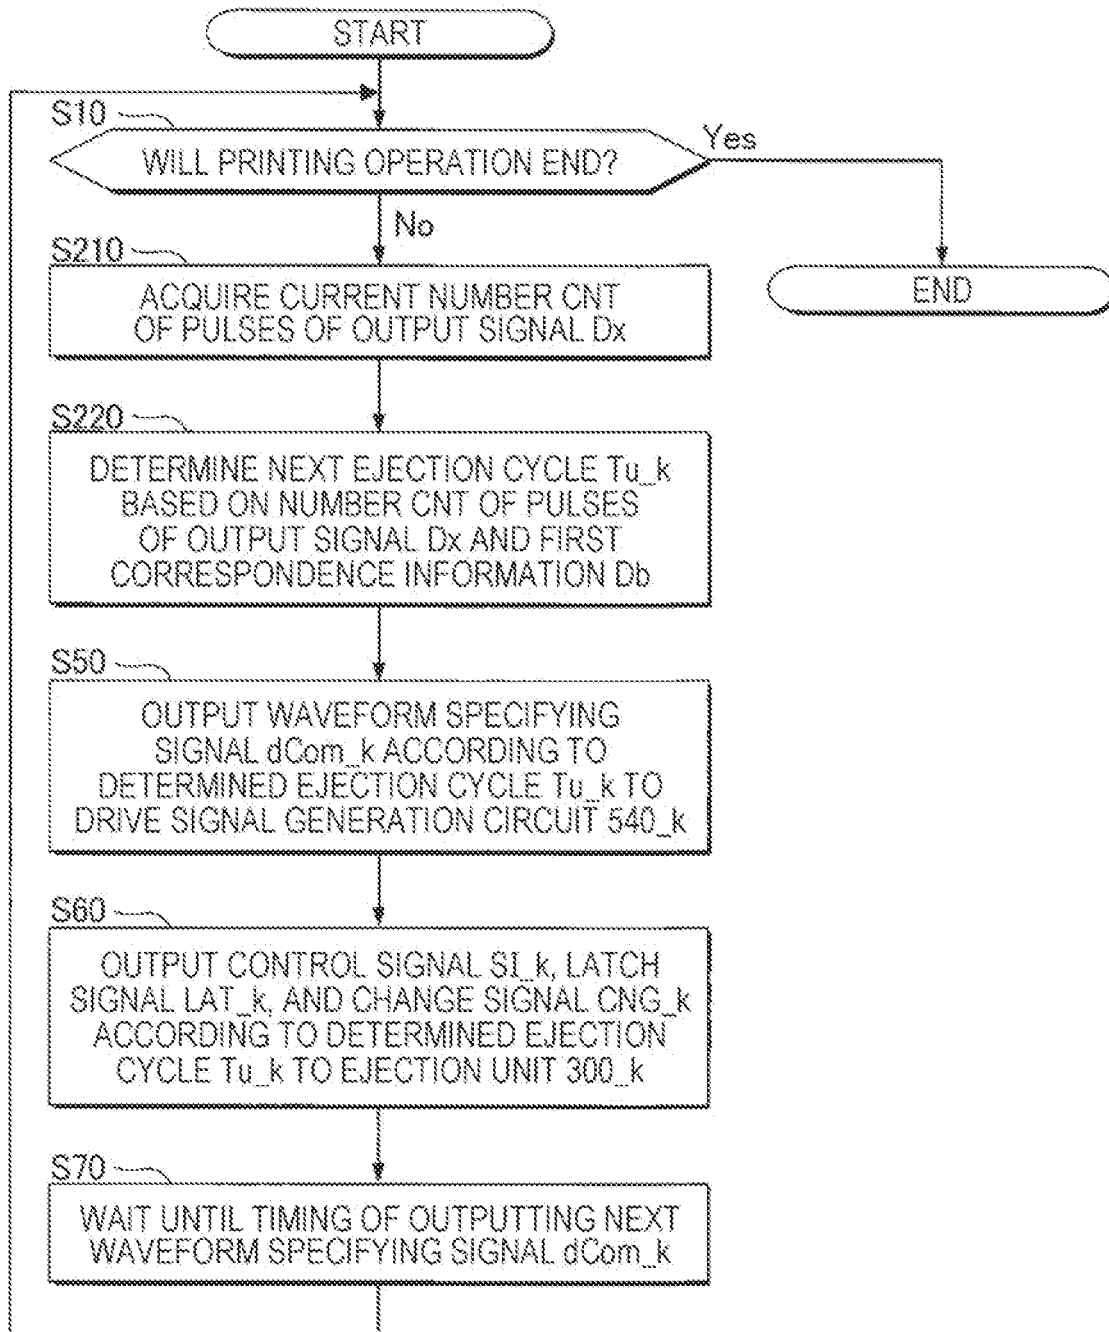 START
S10
WILL PRINTING OPERATION END?
Yes
No
S210
ACQUIRE CURRENT NUMBER CNT
OF PULSES OF OUTPUT SIGNAL Dx
END
S220
DETERMINE NEXT EJECTION CYCLE Tu_k
BASED ON NUMBER CNT OF PULSES
OF OUTPUT SIGNAL Dx AND FIRST
CORRESPONDENCE INFORMATION Db
S50
OUTPUT WAVEFORM SPECIFYING
SIGNAL dCom_k ACCORDING TO
DETERMINED EJECTION CYCLE Tu_k TO
DRIVE SIGNAL GENERATION CIRCUIT 540_k
S60
OUTPUT CONTROL SIGNAL SI_k, LATCH
SIGNAL LAT_k, AND CHANGE SIGNAL CNG_k
ACCORDING TO DETERMINED EJECTION
CYCLE Tu_k TO EJECTION UNIT 300_k
S70
WAIT UNTIL TIMING OF OUTPUTTING NEXT
WAVEFORM SPECIFYING SIGNAL dCom_k